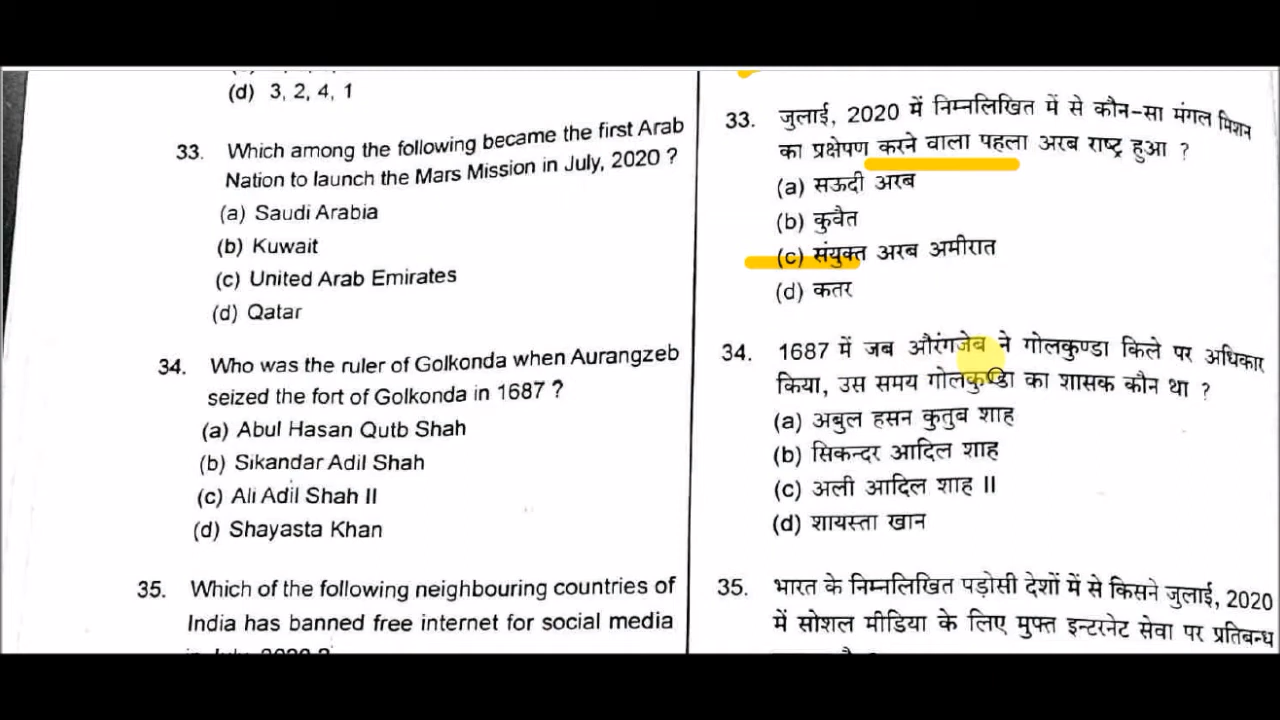 (d) 3, 2, 4, 1
33. Which among the following became the first Arab
Nation to launch the Mars Mission in July, 2020 ?
(a) Saudi Arabia
(b) Kuwait
(c) United Arab Emirates
(d) Qatar
34. Who was the ruler of Golkonda when Aurangzeb
seized the fort of Golkonda in 1687 ?
(a) Abul Hasan Qutb Shah
(b) Sikandar Adil Shah
(c) Ali Adil Shah II
(d) Shayasta Khan
35. Which of the following neighbouring countries of
India has banned free internet for social media
33. जुलाई, 2020 में निम्नलिखित में से कौन-सा मंगल मिशन
का प्रक्षेपण करने वाला पहला अरब राष्ट्र हुआ ?
(a) सऊदी अरब
(b) कुवैत
(c) संयुक्त अरब अमीरात
(d) कतर
34. 1687 में जब औरंगजेब ने गोलकुण्डा किले पर अधिकार
किया, उस समय गोलकुण्डा का शासक कौन था ?
(a) अबुल हसन कुतुब शाह
(b) सिकन्दर आदिल शाह
(c) अली आदिल शाह II
(d) शायस्ता खान
35. भारत के निम्नलिखित पड़ोसी देशों में से किसने जुलाई, 2020
में सोशल मीडिया के लिए मुफ्त इन्टरनेट सेवा पर प्रतिबन्ध